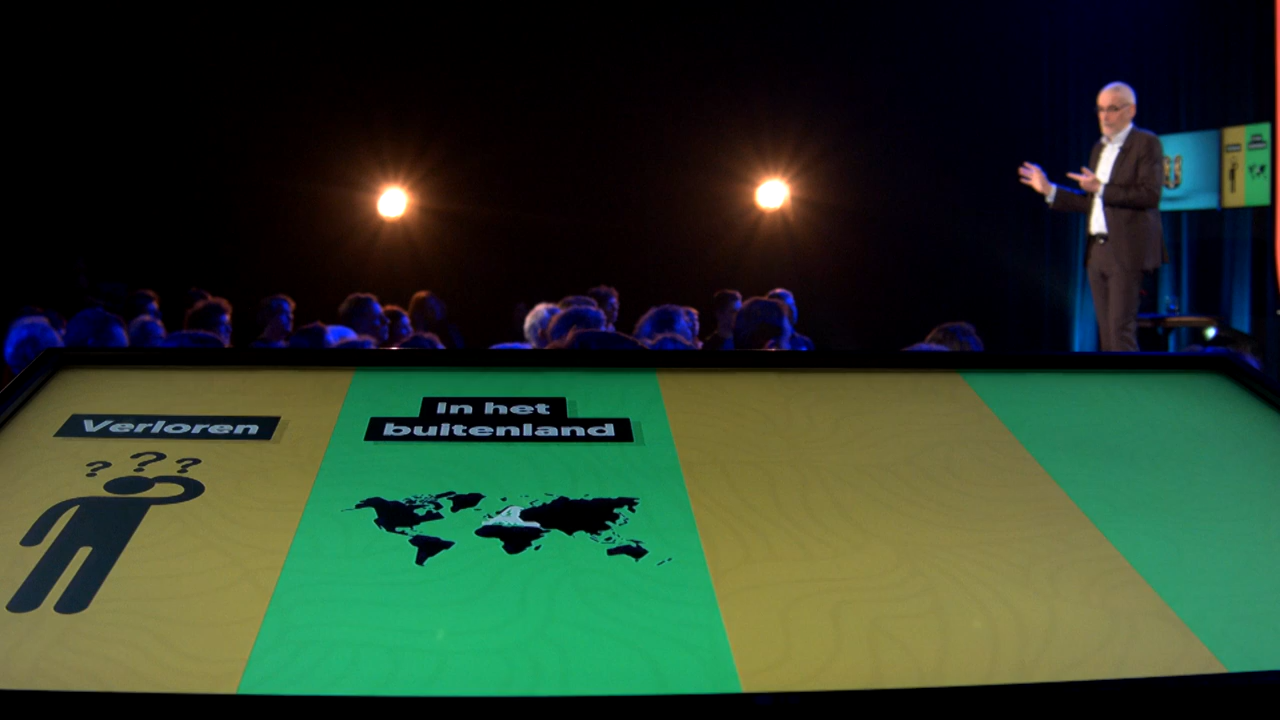 Verloren
In het
buitenland
? ? ?